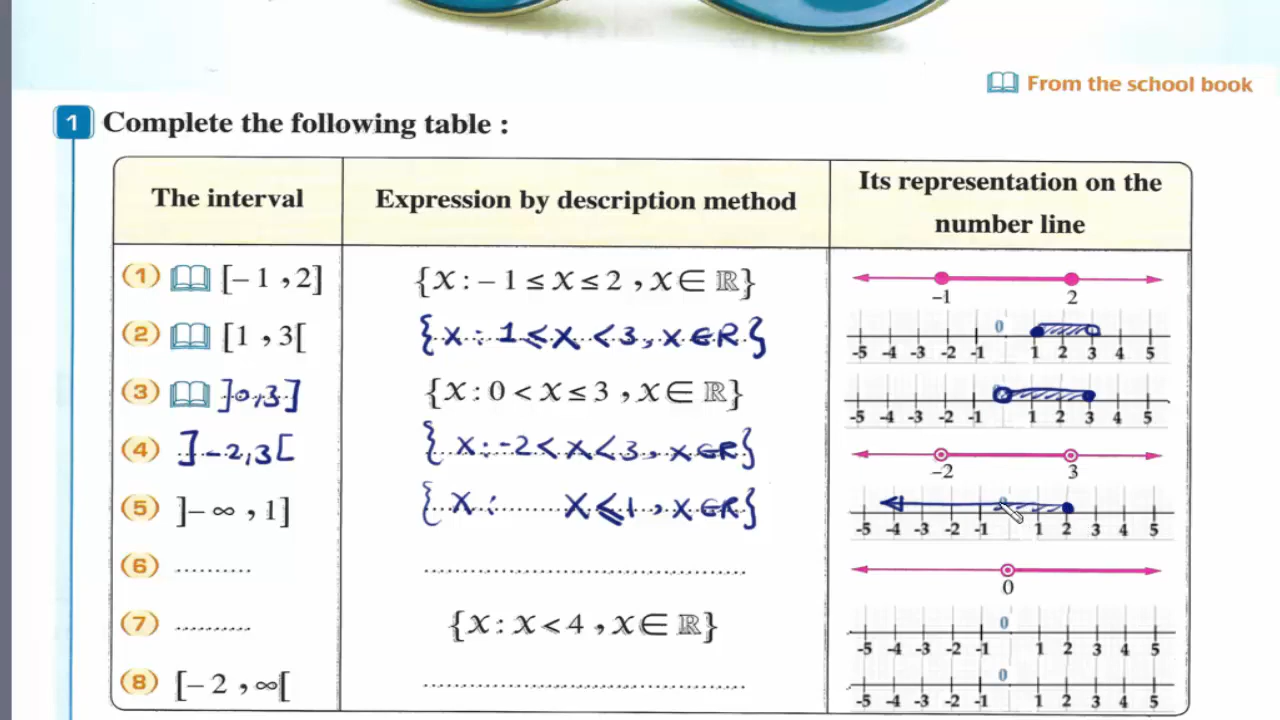 From the school book
1 Complete the following table :
The interval
Expression by description method
Its representation on the number line
(1) [– 1 , 2] {X : – 1 ≤ X ≤ 2 , X ∈ ℝ}
–1 2
(2) [1 , 3[ {X : 1 ≤ X < 3, X ∈ R}
0
-5 -4 -3 -2 -1 1 2 3 4 5
(3) ]0,3] {X : 0 < X ≤ 3 , X ∈ ℝ}
-5 -4 -3 -2 -1 1 2 3 4 5
(4) ]-2,3[ {X : -2 < X < 3, X ∈ R}
–2 3
(5) ]– ∞ , 1] {X : ........ X ≤ 1, X ∈ R}
-5 -4 -3 -2 -1 1 2 3 4 5
(6) .......... ..............................................
0
(7) .......... {X : X < 4 , X ∈ ℝ}
0
-5 -4 -3 -2 -1 1 2 3 4 5
(8) [– 2 , ∞[ ..............................................
0
-5 -4 -3 -2 -1 1 2 3 4 5